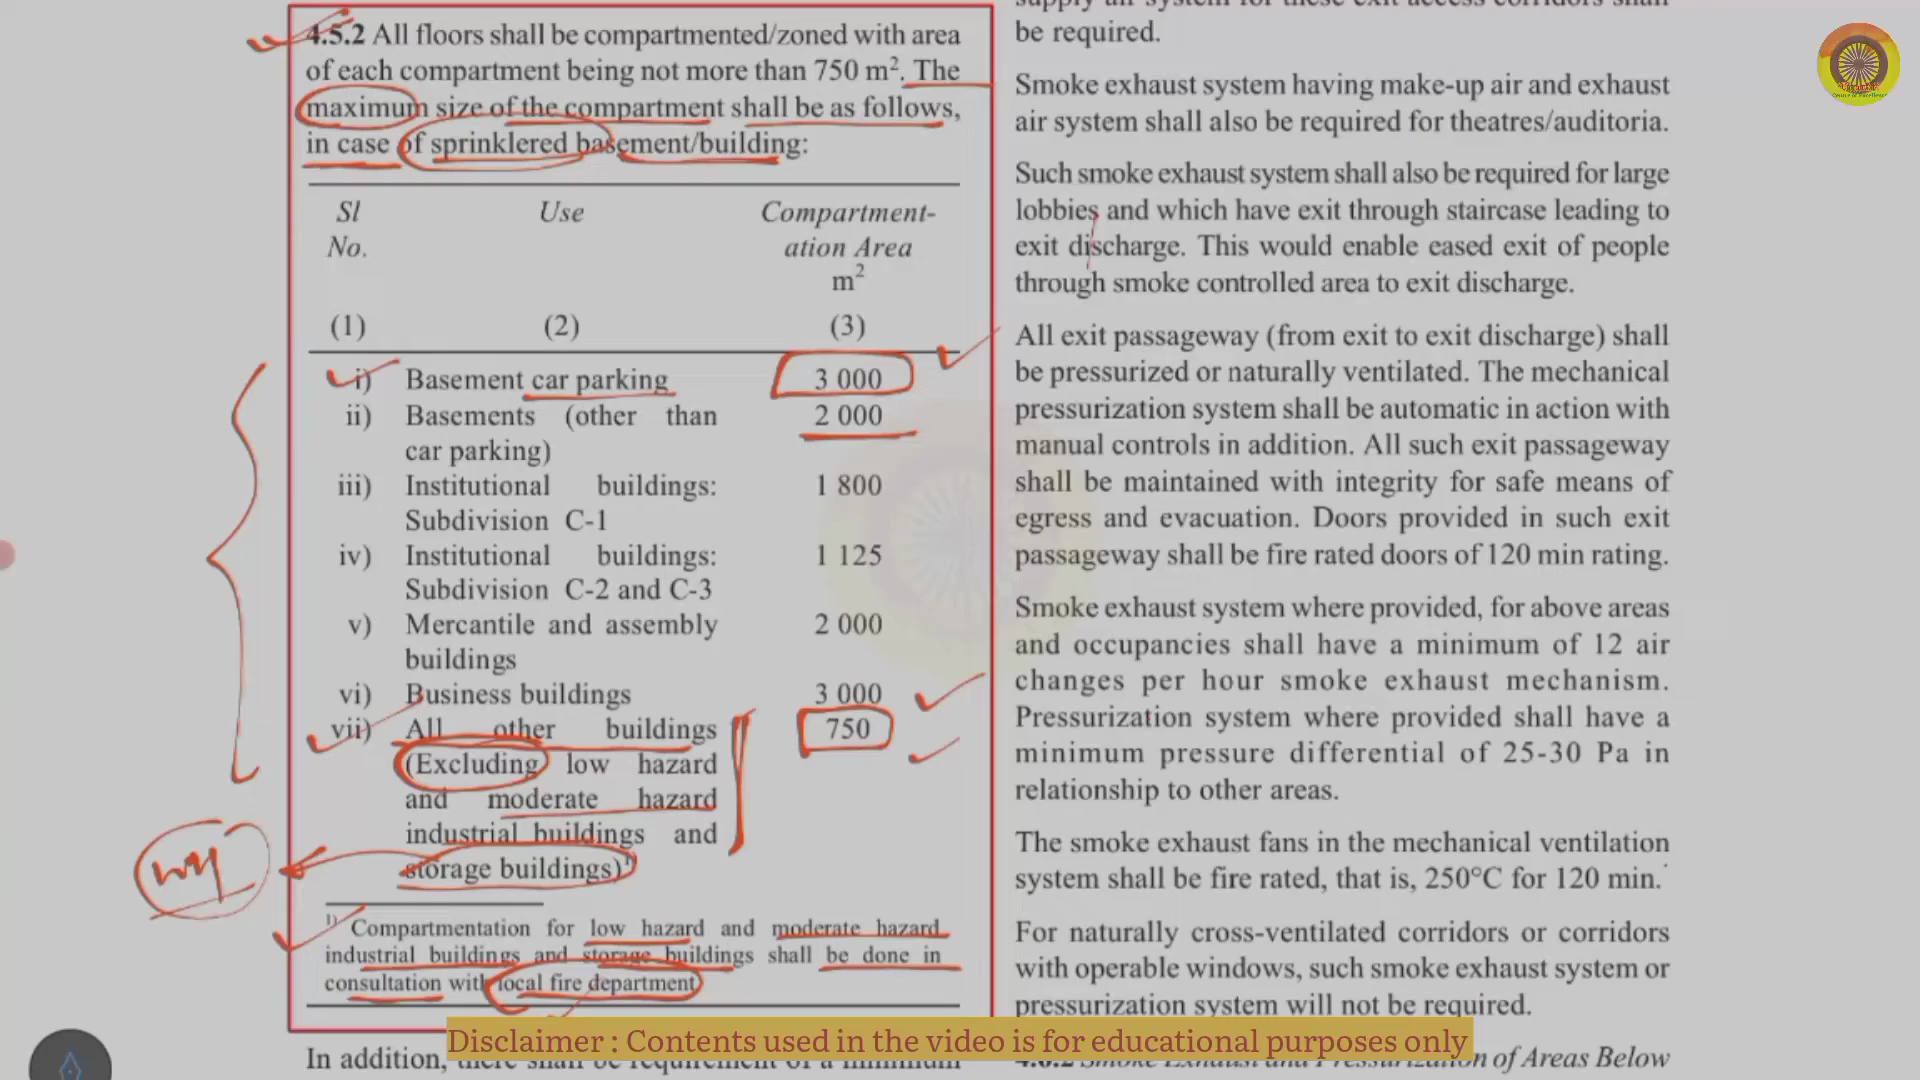 4.5.2 All floors shall be compartmented/zoned with area
of each compartment being not more than 750 m². The
maximum size of the compartment shall be as follows,
in case of sprinklered basement/building:
Sl Use Compartment-
No. ation Area
m²
(1) (2) (3)
i) Basement car parking 3 000
ii) Basements (other than 2 000
car parking)
iii) Institutional buildings: 1 800
Subdivision C-1
iv) Institutional buildings: 1 125
Subdivision C-2 and C-3
v) Mercantile and assembly 2 000
buildings
vi) Business buildings 3 000
vii) All other buildings 750
(Excluding low hazard
and moderate hazard
industrial buildings and
storage buildings)¹⁾
¹⁾ Compartmentation for low hazard and moderate hazard
industrial buildings and storage buildings shall be done in
consultation with local fire department
In addition,
supply air system for these exit access corridors shall
be required.
Smoke exhaust system having make-up air and exhaust
air system shall also be required for theatres/auditoria.
Such smoke exhaust system shall also be required for large
lobbies and which have exit through staircase leading to
exit discharge. This would enable eased exit of people
through smoke controlled area to exit discharge.
All exit passageway (from exit to exit discharge) shall
be pressurized or naturally ventilated. The mechanical
pressurization system shall be automatic in action with
manual controls in addition. All such exit passageway
shall be maintained with integrity for safe means of
egress and evacuation. Doors provided in such exit
passageway shall be fire rated doors of 120 min rating.
Smoke exhaust system where provided, for above areas
and occupancies shall have a minimum of 12 air
changes per hour smoke exhaust mechanism.
Pressurization system where provided shall have a
minimum pressure differential of 25-30 Pa in
relationship to other areas.
The smoke exhaust fans in the mechanical ventilation
system shall be fire rated, that is, 250°C for 120 min.
For naturally cross-ventilated corridors or corridors
with operable windows, such smoke exhaust system or
pressurization system will not be required.
of Areas Below
Disclaimer : Contents used in the video is for educational purposes only